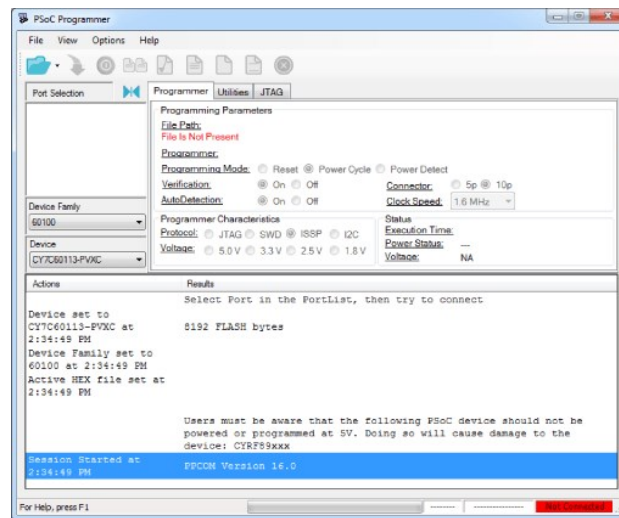 PSoC Programmer
File View Options Help
Port Selection
Programmer Utilities JTAG
Programming Parameters
File Path:
File Is Not Present
Programmer:
Programming Mode: Reset Power Cycle Power Detect
Verification: On Off Connector: 5p 10p
AutoDetection: On Off Clock Speed: 1.6 MHz
Device Family
60100
Device
CY7C60113-PVXC
Programmer Characteristics
Protocol: JTAG SWD ISSP I2C
Voltage: 5.0 V 3.3 V 2.5 V 1.8 V
Status
Execution Time:
Power Status: ---
Voltage: NA
Actions Results
Select Port in the PortList, then try to connect
Device set to
CY7C60113-PVXC at 8192 FLASH bytes
2:34:49 PM
Device Family set to
60100 at 2:34:49 PM
Active HEX file set at
2:34:49 PM
Users must be aware that the following PSoC device should not be
powered or programmed at 5V. Doing so will cause damage to the
device: CYRF89xxx
Session Started at
2:34:49 PM
PPCOM Version 16.0
For Help, press F1
Not Connected